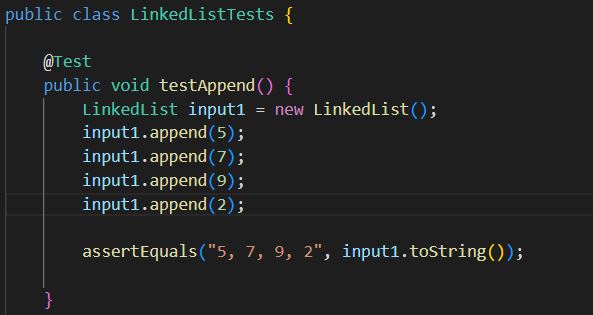 public class LinkedListTests {
@Test
public void testAppend() {
LinkedList input1 = new LinkedList();
input1.append(5);
input1.append(7);
input1.append(9);
input1.append(2);
assertEquals("5, 7, 9, 2", input1.toString());
}